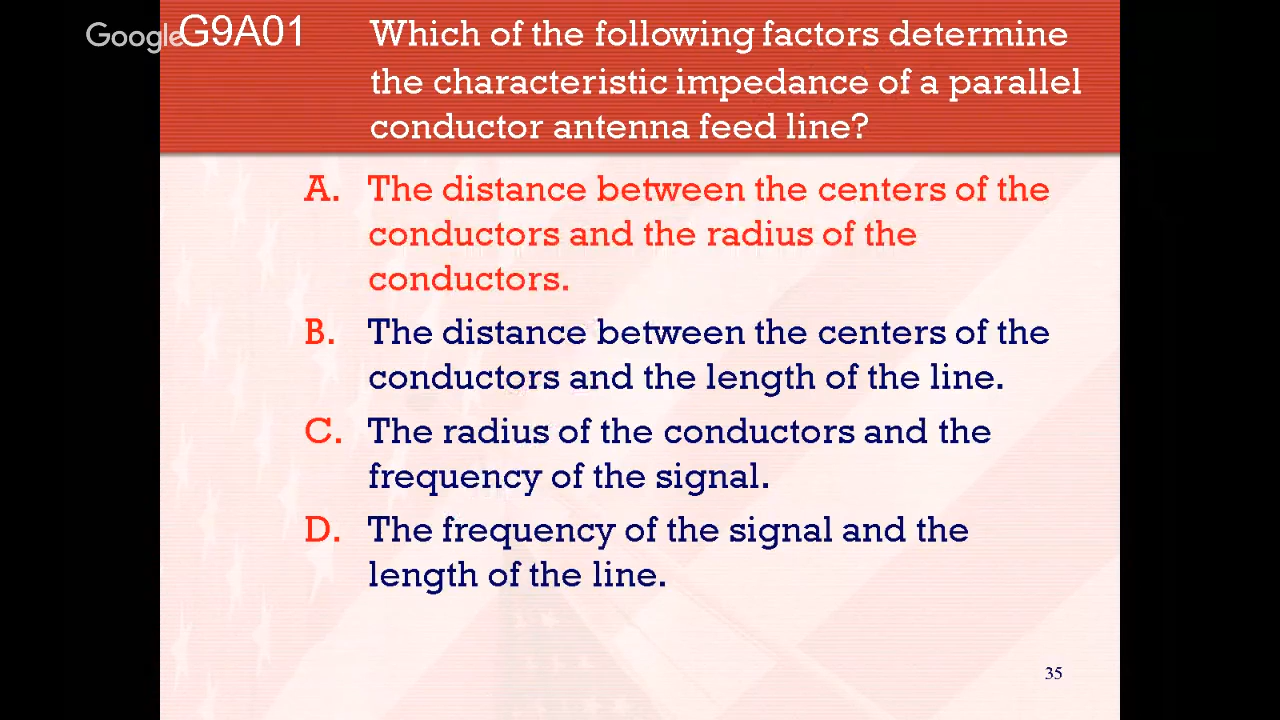 Google G9A01 Which of the following factors determine
the characteristic impedance of a parallel
conductor antenna feed line?
A. The distance between the centers of the
conductors and the radius of the
conductors.
B. The distance between the centers of the
conductors and the length of the line.
C. The radius of the conductors and the
frequency of the signal.
D. The frequency of the signal and the
length of the line.
35